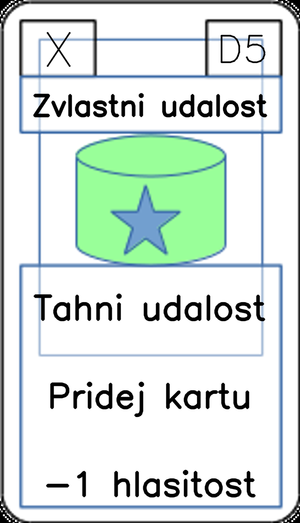 X D5
Zvlastni udalost
Tahni udalost
Pridej kartu
-1 hlasitost